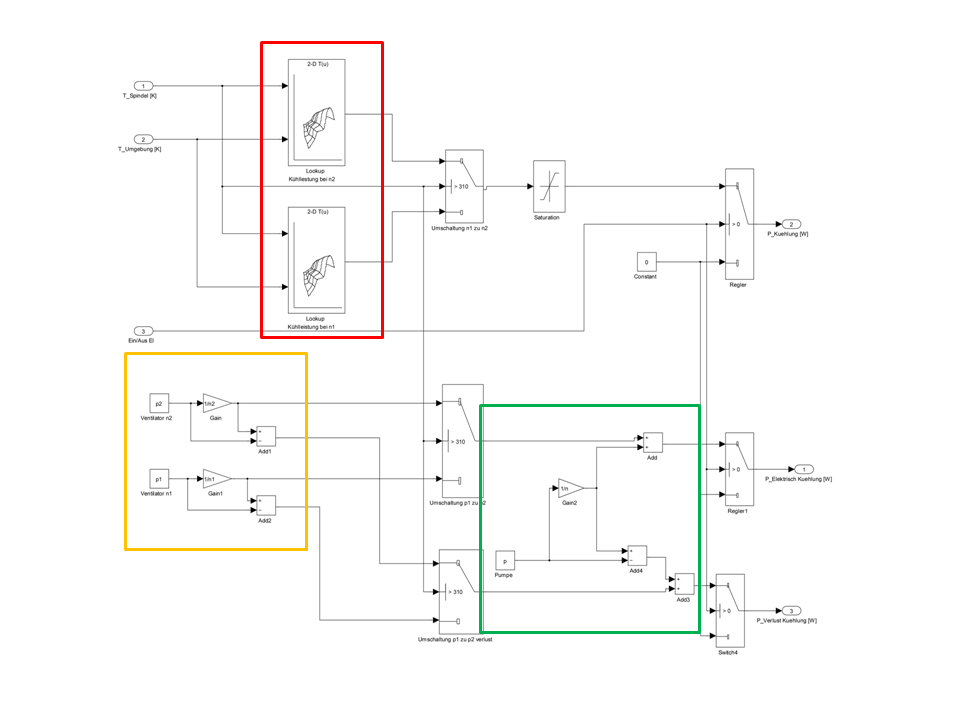 2-D T(u)
1
T_Spindel [K]
2
T_Umgebung [K]
Lookup
Kühlleistung bei n2
> 310
Umschaltung n1 zu n2
Saturation
> 0
2
P_Kuehlung [W]
Regler
0
Constant
2-D T(u)
Lookup
Kühlleistung bei n1
3
Ein/Aus El
p2
Ventilator n2
1/n2
Gain
+
−
Add1
p1
Ventilator n1
1/n1
Gain1
+
−
Add2
> 310
Umschaltung p1 zu p2
+
+
Add
1/n
Gain2
> 0
1
P_Elektrisch Kuehlung [W]
Regler1
p
Pumpe
+
−
Add4
+
+
Add3
> 310
Umschaltung p1 zu p2 verlust
> 0
3
P_Verlust Kuehlung [W]
Switch4